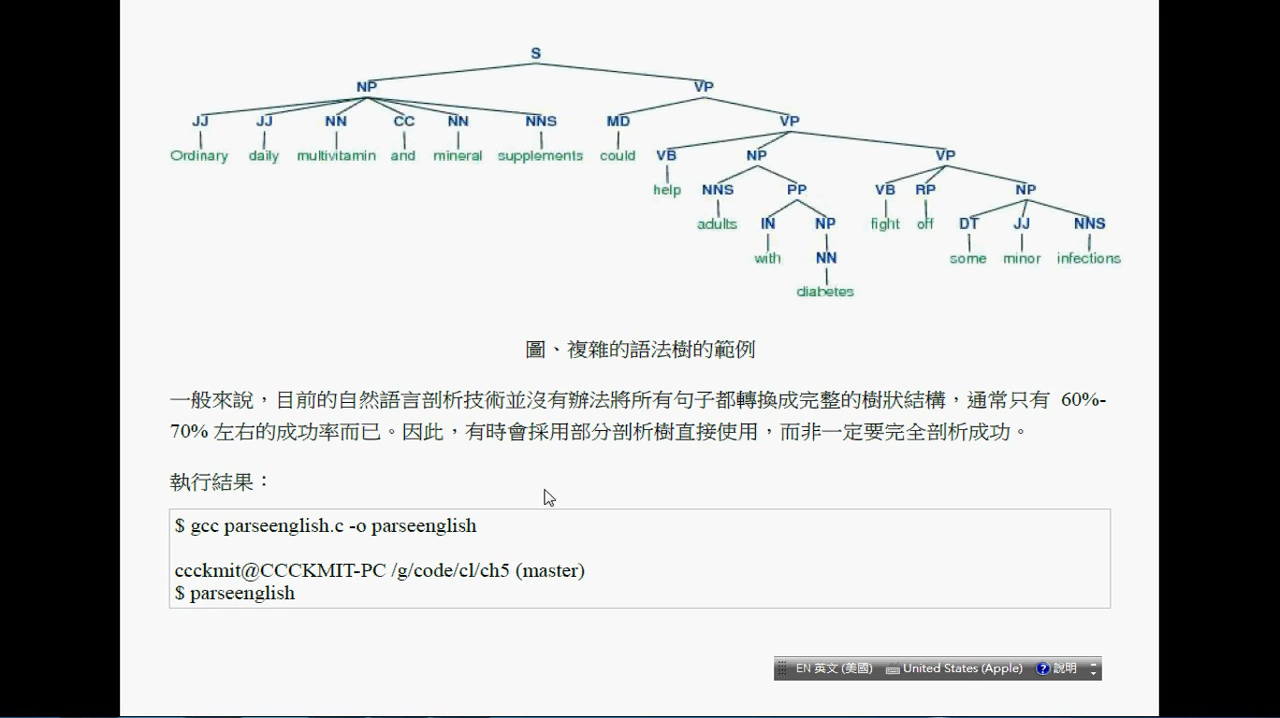 S
NP VP
JJ JJ NN CC NN NNS MD VP
Ordinary daily multivitamin and mineral supplements could VB NP VP
help NNS PP VB RP NP
adults IN NP fight off DT JJ NNS
with NN some minor infections
diabetes
圖、複雜的語法樹的範例
一般來說，目前的自然語言剖析技術並沒有辦法將所有句子都轉換成完整的樹狀結構，通常只有 60%-
70% 左右的成功率而已。因此，有時會採用部分剖析樹直接使用，而非一定要完全剖析成功。
執行結果：
$ gcc parseenglish.c -o parseenglish
ccckmit@CCCKMIT-PC /g/code/cl/ch5 (master)
$ parseenglish
EN 英文 (美國) United States (Apple) ? 說明